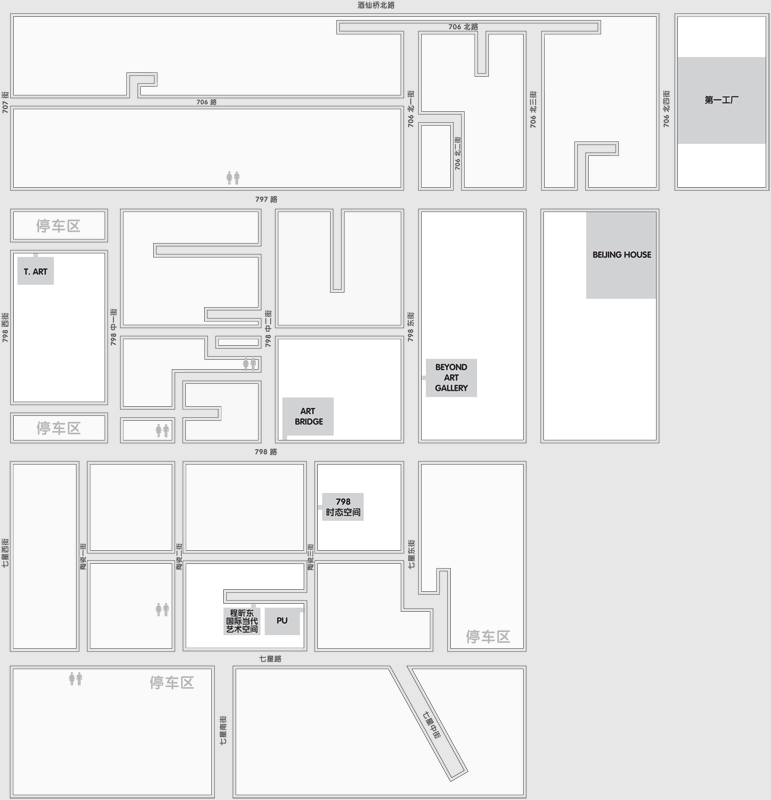 酒仙桥北路
706 北路
707 街
706 路
706 北一街
706 北二街
706 北三街
706 北四街
第一工厂
797 路
停车区
T. ART
BEIJING HOUSE
798 西街
798 中一街
798 中二街
798 东街
BEYOND
ART
GALLERY
ART
BRIDGE
停车区
798 路
798
时态空间
七星西街
陶瓷一街
陶瓷二街
陶瓷三街
七星东街
程昕东
国际当代
艺术空间
PU
停车区
七星路
停车区
七星南街
七星中街